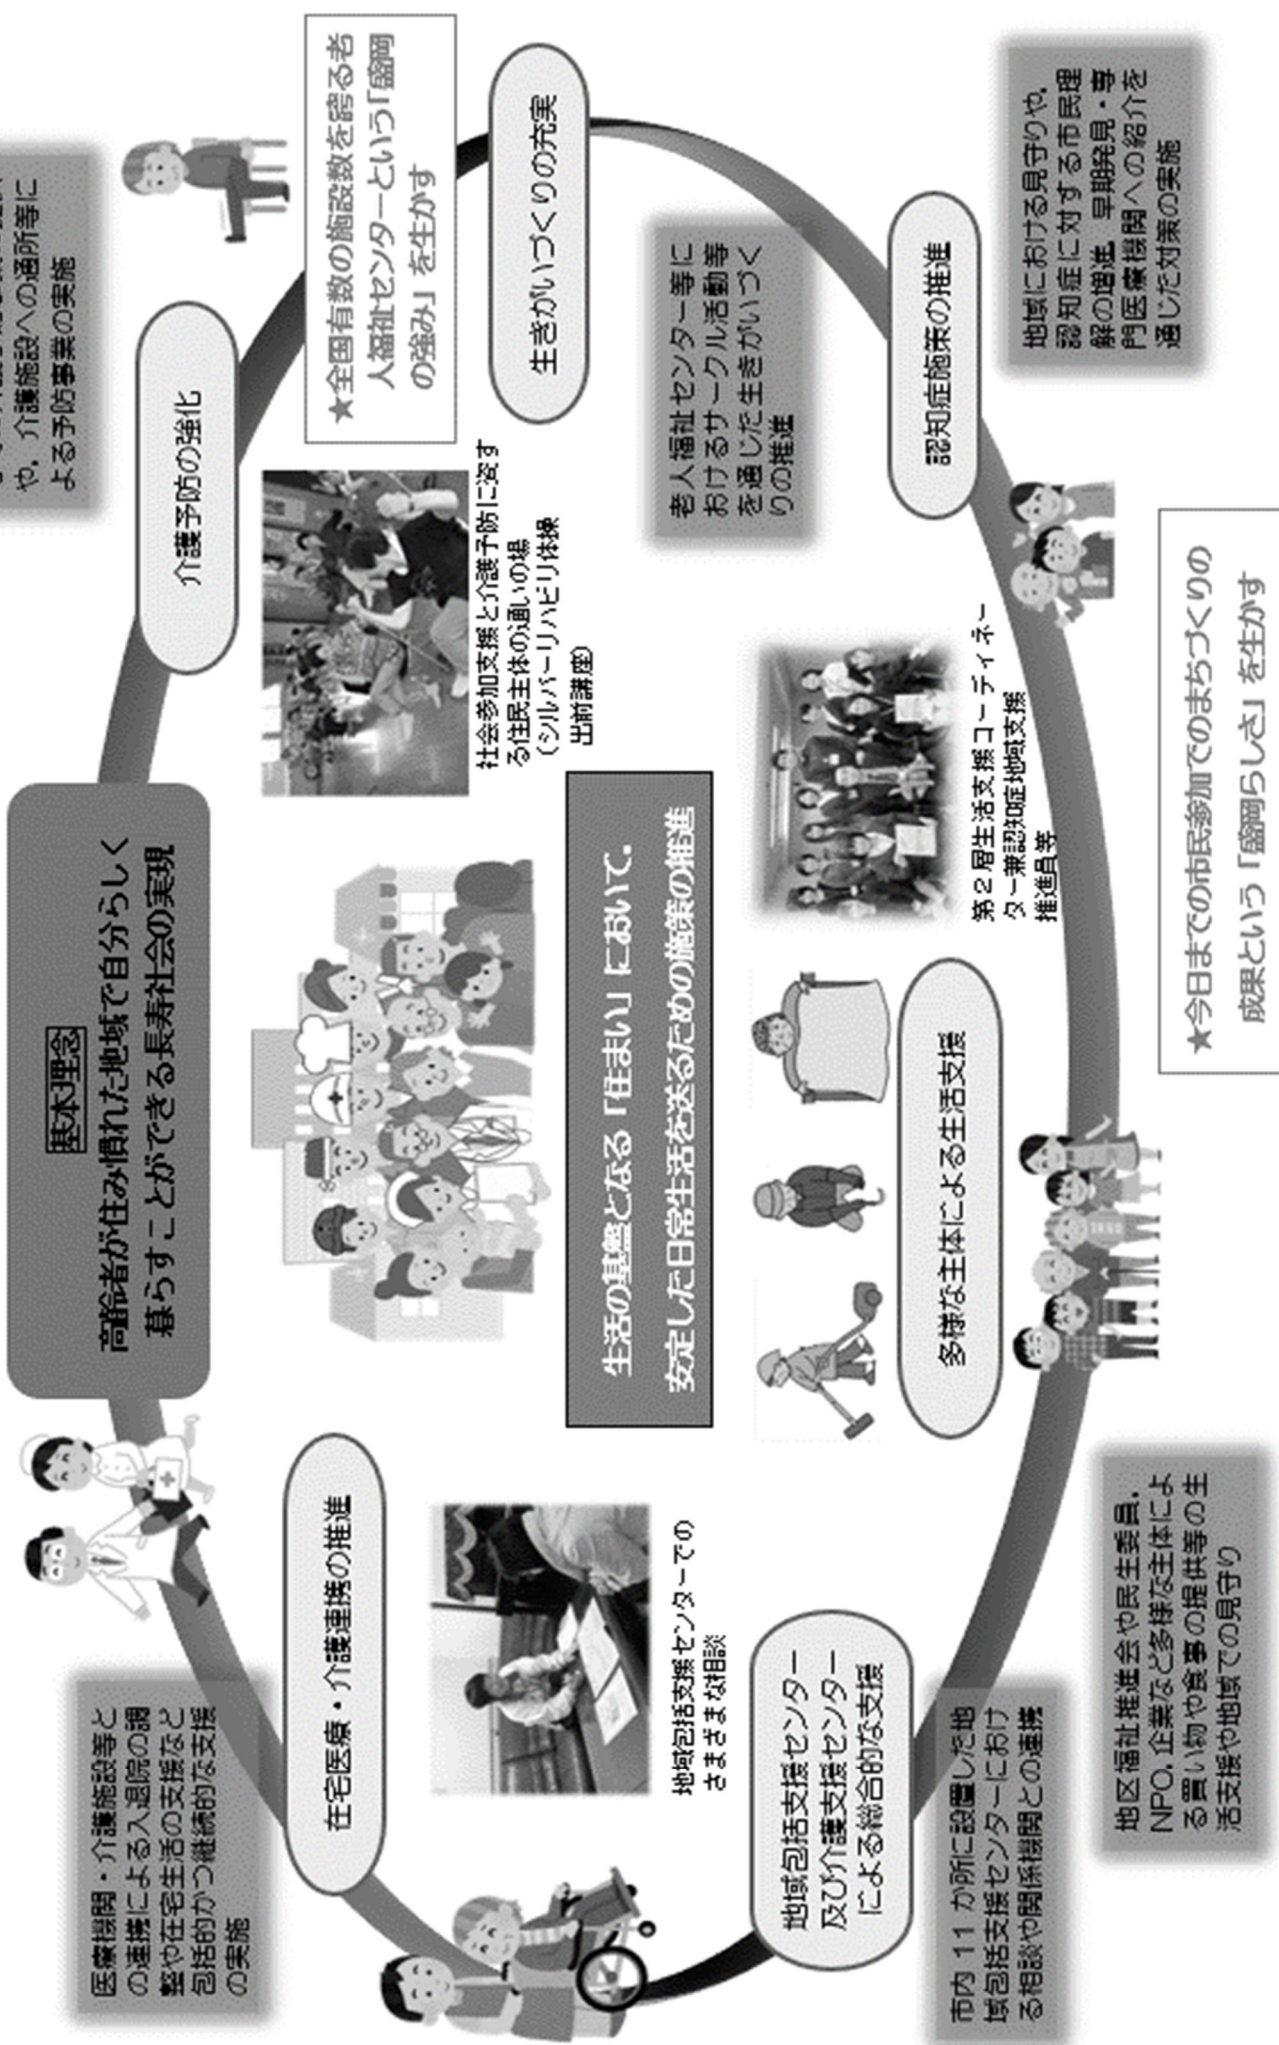 基本理念
高齢者が住み慣れた地域で自分らしく
暮らすことができる長寿社会の実現
や，介護施設への通所等に
よる予防事業の実施
介護予防の強化
★全国有数の施設数を誇る老
人福祉センターという「盛岡
の強み」を生かす
生きがいづくりの充実
社会参加支援と介護予防に資す
る住民主体の通いの場
（シルバーリハビリ体操
出前講座）
老人福祉センター等に
おけるサークル活動等
を通じた生きがいづく
りの推進
認知症施策の推進
地域における見守りや，
認知症に対する市民理
解の増進，早期発見・専
門医療機関への紹介を
通じた対策の実施
生活の基盤となる「住まい」において，
安定した日常生活を送るための施策の推進
第２層生活支援コーディネー
ター兼認知症地域支援
推進員等
★今日までの市民参加でのまちづくりの
成果という「盛岡らしさ」を生かす
多様な主体による生活支援
地区福祉推進会や民生委員，
NPO，企業など多様な主体によ
る買い物や食事の提供等の生
活支援や地域での見守り
地域包括支援センター
及び介護支援センター
による総合的な支援
市内 11 か所に設置した地
域包括支援センターにおけ
る相談や関係機関との連携
地域包括支援センターでの
さまざまな相談
在宅医療・介護連携の推進
医療機関・介護施設等と
の連携による入退院の調
整や在宅生活の支援など
包括的かつ継続的な支援
の実施